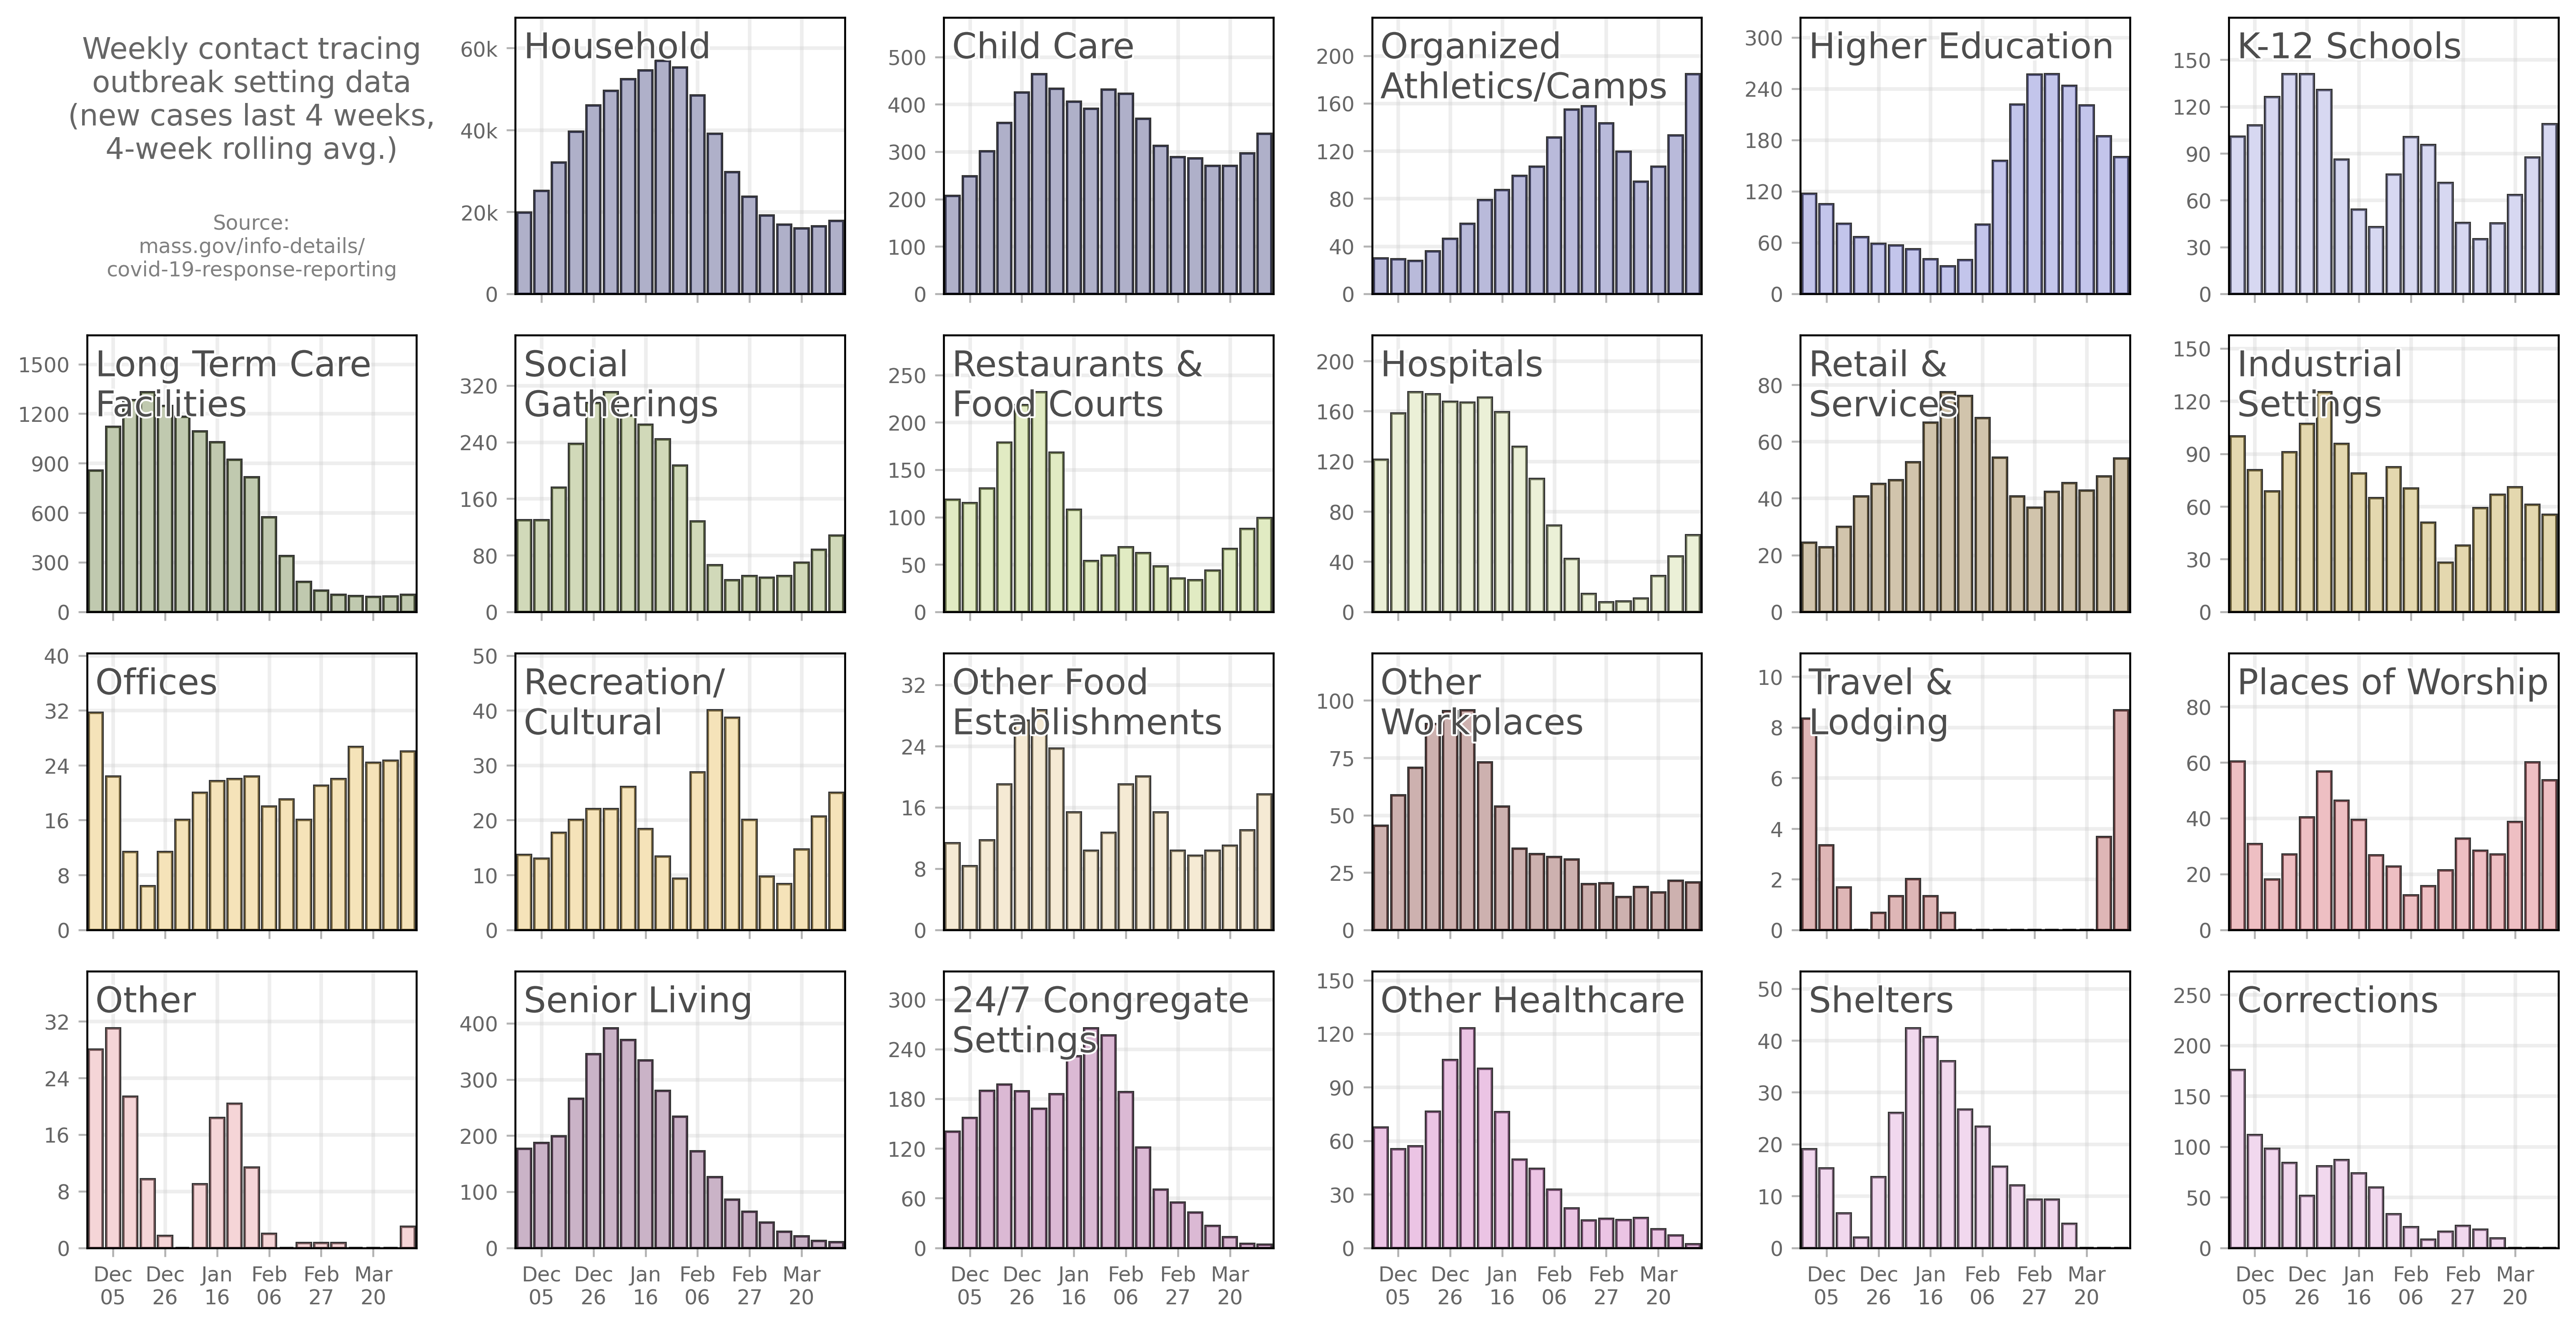 Weekly contact tracing
outbreak setting data
(new cases last 4 weeks,
4-week rolling avg.)
Source:
mass.gov/info-details/
covid-19-response-reporting
Household
60k
40k
20k
0
Child Care
500
400
300
200
100
0
Organized
Athletics/Camps
200
160
120
80
40
0
Higher Education
300
240
180
120
60
0
K-12 Schools
150
120
90
60
30
0
Long Term Care
Facilities
1500
1200
900
600
300
0
Social
Gatherings
320
240
160
80
0
Restaurants &
Food Courts
250
200
150
100
50
0
Hospitals
200
160
120
80
40
0
Retail &
Services
80
60
40
20
0
Industrial
Settings
150
120
90
60
30
0
Offices
40
32
24
16
8
0
Recreation/
Cultural
50
40
30
20
10
0
Other Food
Establishments
32
24
16
8
0
Other
Workplaces
100
75
50
25
0
Travel &
Lodging
10
8
6
4
2
0
Places of Worship
80
60
40
20
0
Other
32
24
16
8
0
Dec Dec Jan Feb Feb Mar
05 26 16 06 27 20
Senior Living
400
300
200
100
0
Dec Dec Jan Feb Feb Mar
05 26 16 06 27 20
24/7 Congregate
Settings
300
240
180
120
60
0
Dec Dec Jan Feb Feb Mar
05 26 16 06 27 20
Other Healthcare
150
120
90
60
30
0
Dec Dec Jan Feb Feb Mar
05 26 16 06 27 20
Shelters
50
40
30
20
10
0
Dec Dec Jan Feb Feb Mar
05 26 16 06 27 20
Corrections
250
200
150
100
50
0
Dec Dec Jan Feb Feb Mar
05 26 16 06 27 20